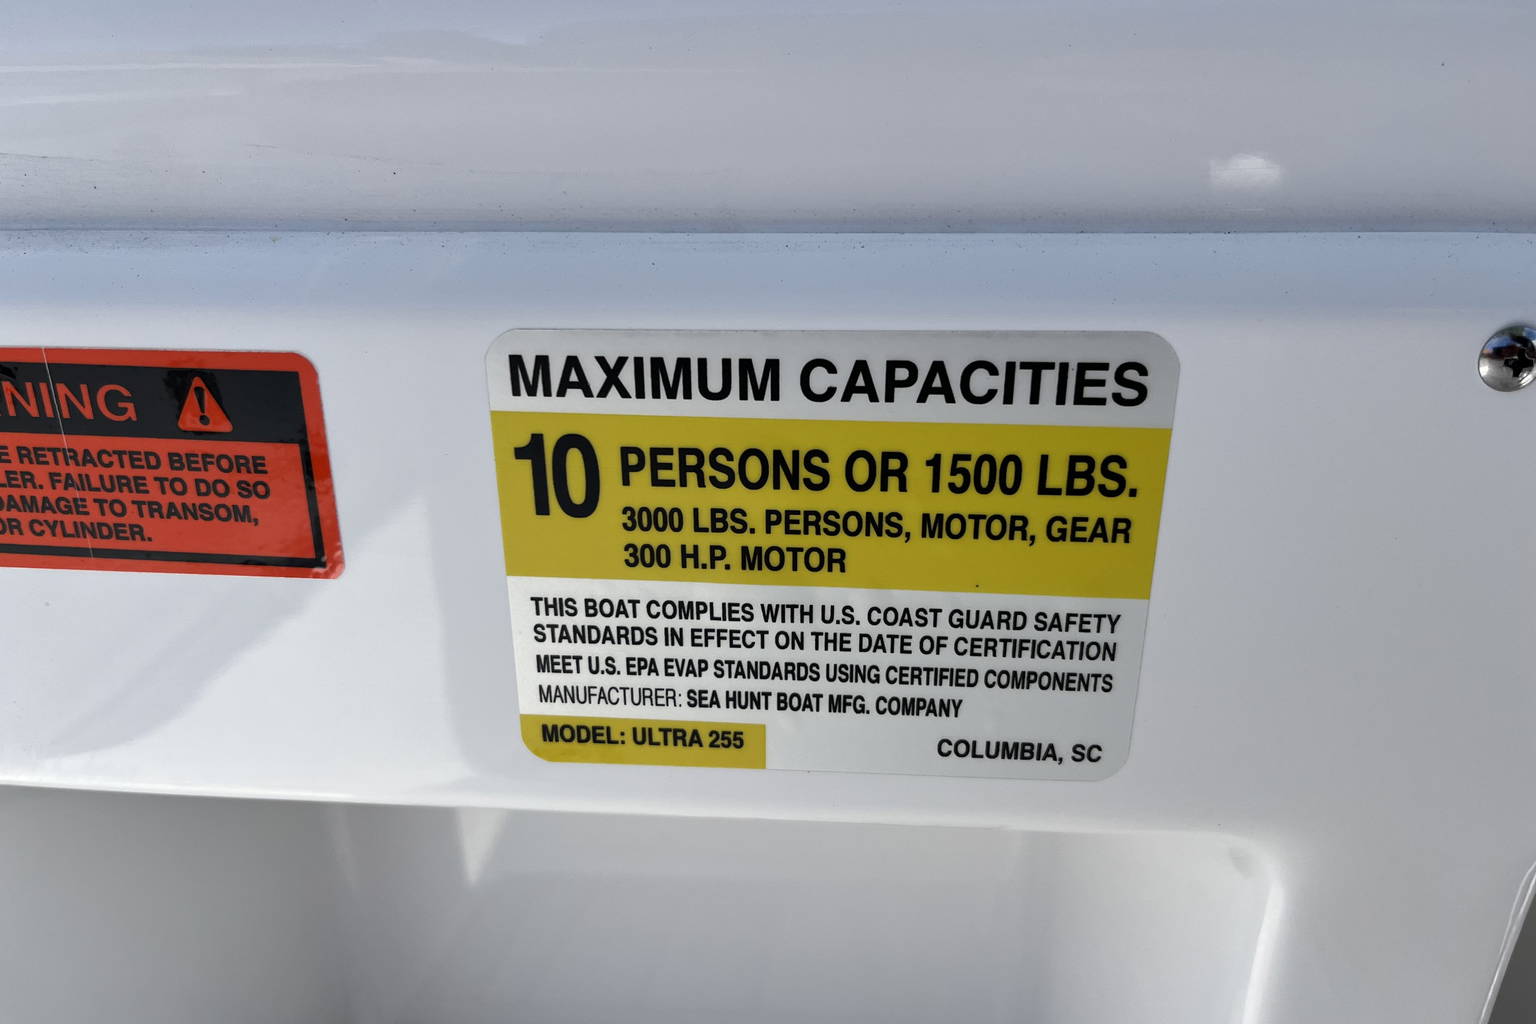 NING
RETRACTED BEFORE
FAILURE TO DO SO
DAMAGE TO TRANSOM,
OR CYLINDER.
MAXIMUM CAPACITIES
10 PERSONS OR 1500 LBS.
3000 LBS. PERSONS, MOTOR, GEAR
300 H.P. MOTOR
THIS BOAT COMPLIES WITH U.S. COAST GUARD SAFETY
STANDARDS IN EFFECT ON THE DATE OF CERTIFICATION
MEET U.S. EPA EVAP STANDARDS USING CERTIFIED COMPONENTS
MANUFACTURER: SEA HUNT BOAT MFG. COMPANY
MODEL: ULTRA 255
COLUMBIA, SC